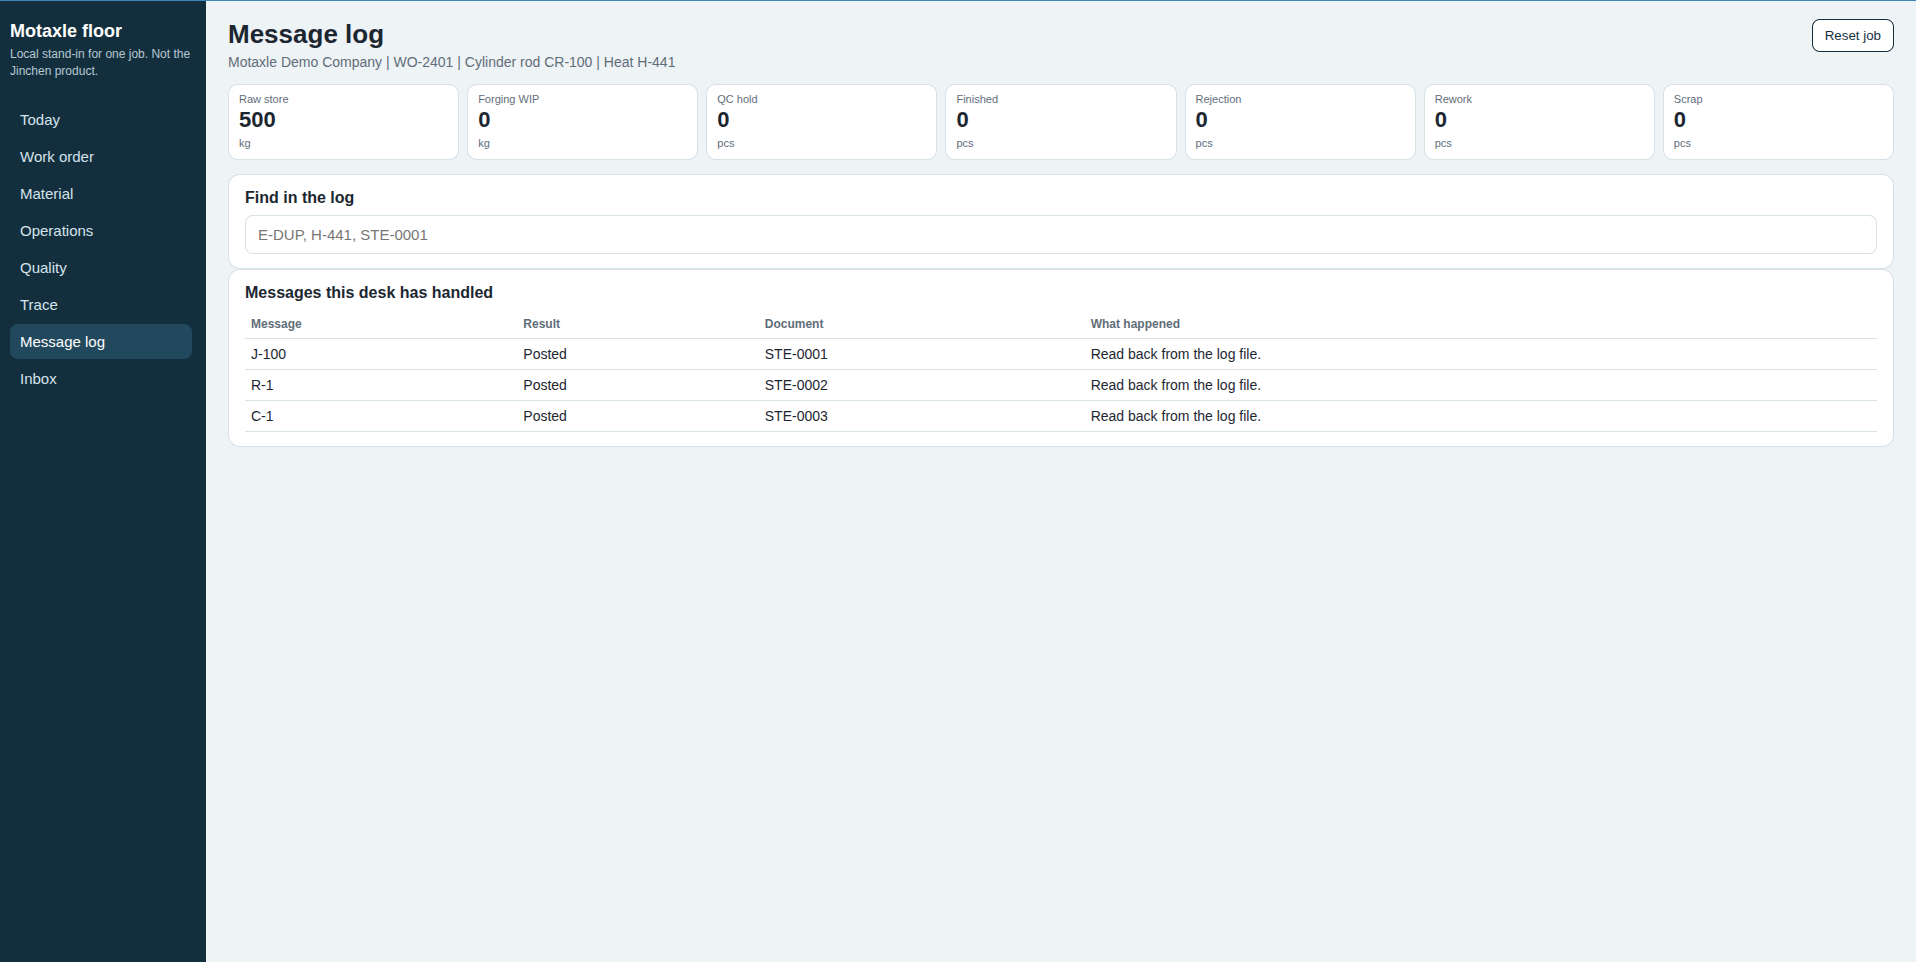 Motaxle floor
Local stand-in for one job. Not the
Jinchen product.
Today
Work order
Material
Operations
Quality
Trace
Message log
Inbox
Message log
Motaxle Demo Company | WO-2401 | Cylinder rod CR-100 | Heat H-441
Reset job
Raw store
500
kg
Forging WIP
0
kg
QC hold
0
pcs
Finished
0
pcs
Rejection
0
pcs
Rework
0
pcs
Scrap
0
pcs
Find in the log
E-DUP, H-441, STE-0001
Messages this desk has handled
Message Result Document What happened
J-100 Posted STE-0001 Read back from the log file.
R-1 Posted STE-0002 Read back from the log file.
C-1 Posted STE-0003 Read back from the log file.